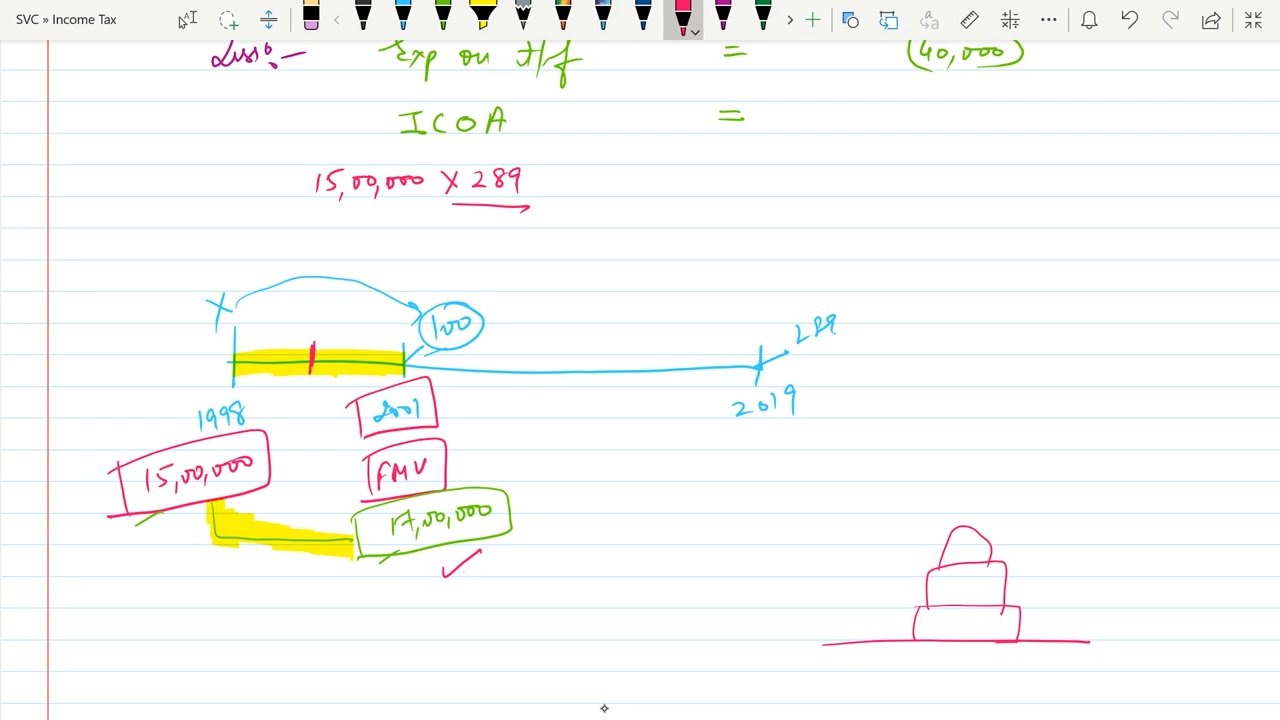 SVC » Income Tax
Less:- Exp on t/f = (40,000)
ICOA =
15,00,000 X 289
X 100 289
1998 2001 2019
15,00,000 FMV
17,00,000